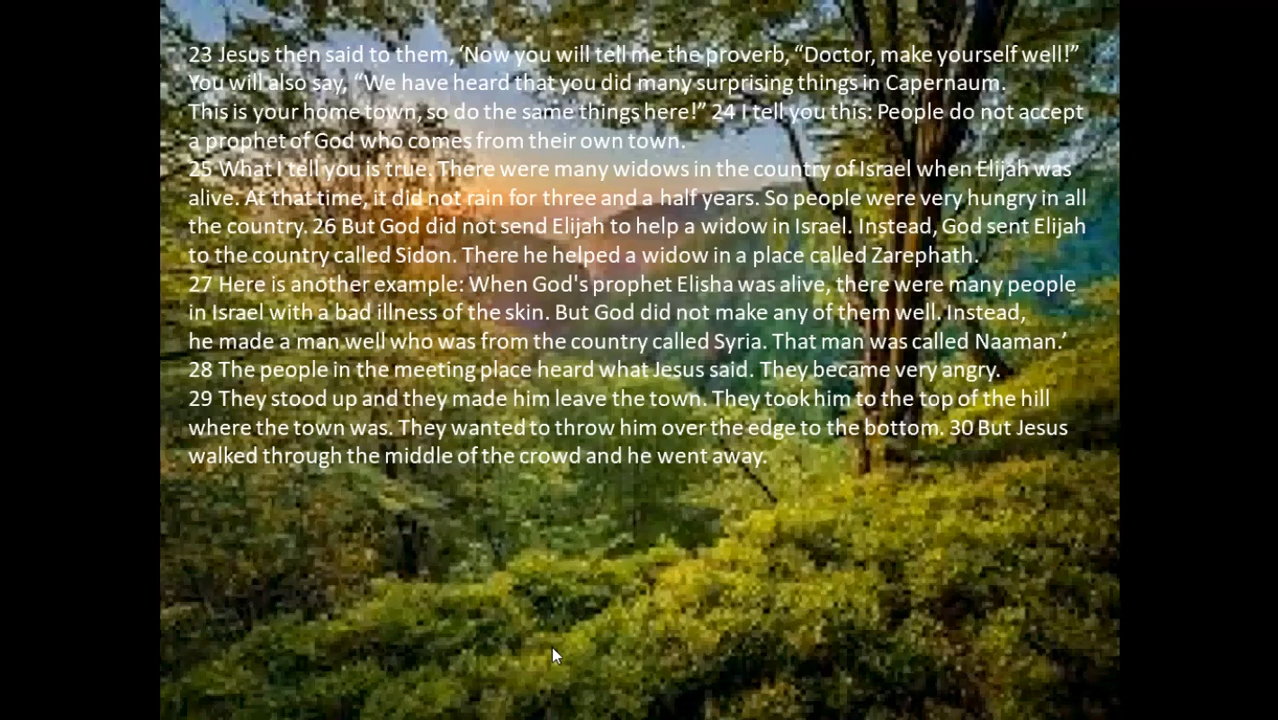 23 Jesus then said to them, ‘Now you will tell me the proverb, “Doctor, make yourself well!”
You will also say, “We have heard that you did many surprising things in Capernaum.
This is your home town, so do the same things here!” 24 I tell you this: People do not accept
a prophet of God who comes from their own town.
25 What I tell you is true. There were many widows in the country of Israel when Elijah was
alive. At that time, it did not rain for three and a half years. So people were very hungry in all
the country. 26 But God did not send Elijah to help a widow in Israel. Instead, God sent Elijah
to the country called Sidon. There he helped a widow in a place called Zarephath.
27 Here is another example: When God's prophet Elisha was alive, there were many people
in Israel with a bad illness of the skin. But God did not make any of them well. Instead,
he made a man well who was from the country called Syria. That man was called Naaman.’
28 The people in the meeting place heard what Jesus said. They became very angry.
29 They stood up and they made him leave the town. They took him to the top of the hill
where the town was. They wanted to throw him over the edge to the bottom. 30 But Jesus
walked through the middle of the crowd and he went away.